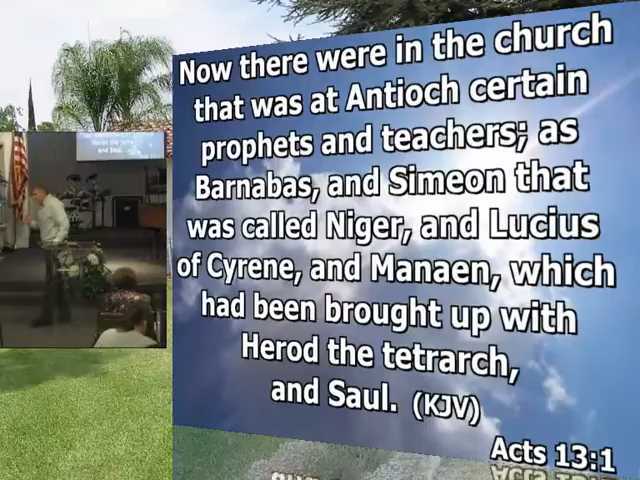 Now there were in the church
that was at Antioch certain
prophets and teachers; as
Barnabas, and Simeon that
was called Niger, and Lucius
of Cyrene, and Manaen, which
had been brought up with
Herod the tetrarch,
and Saul. (KJV)
Acts 13:1